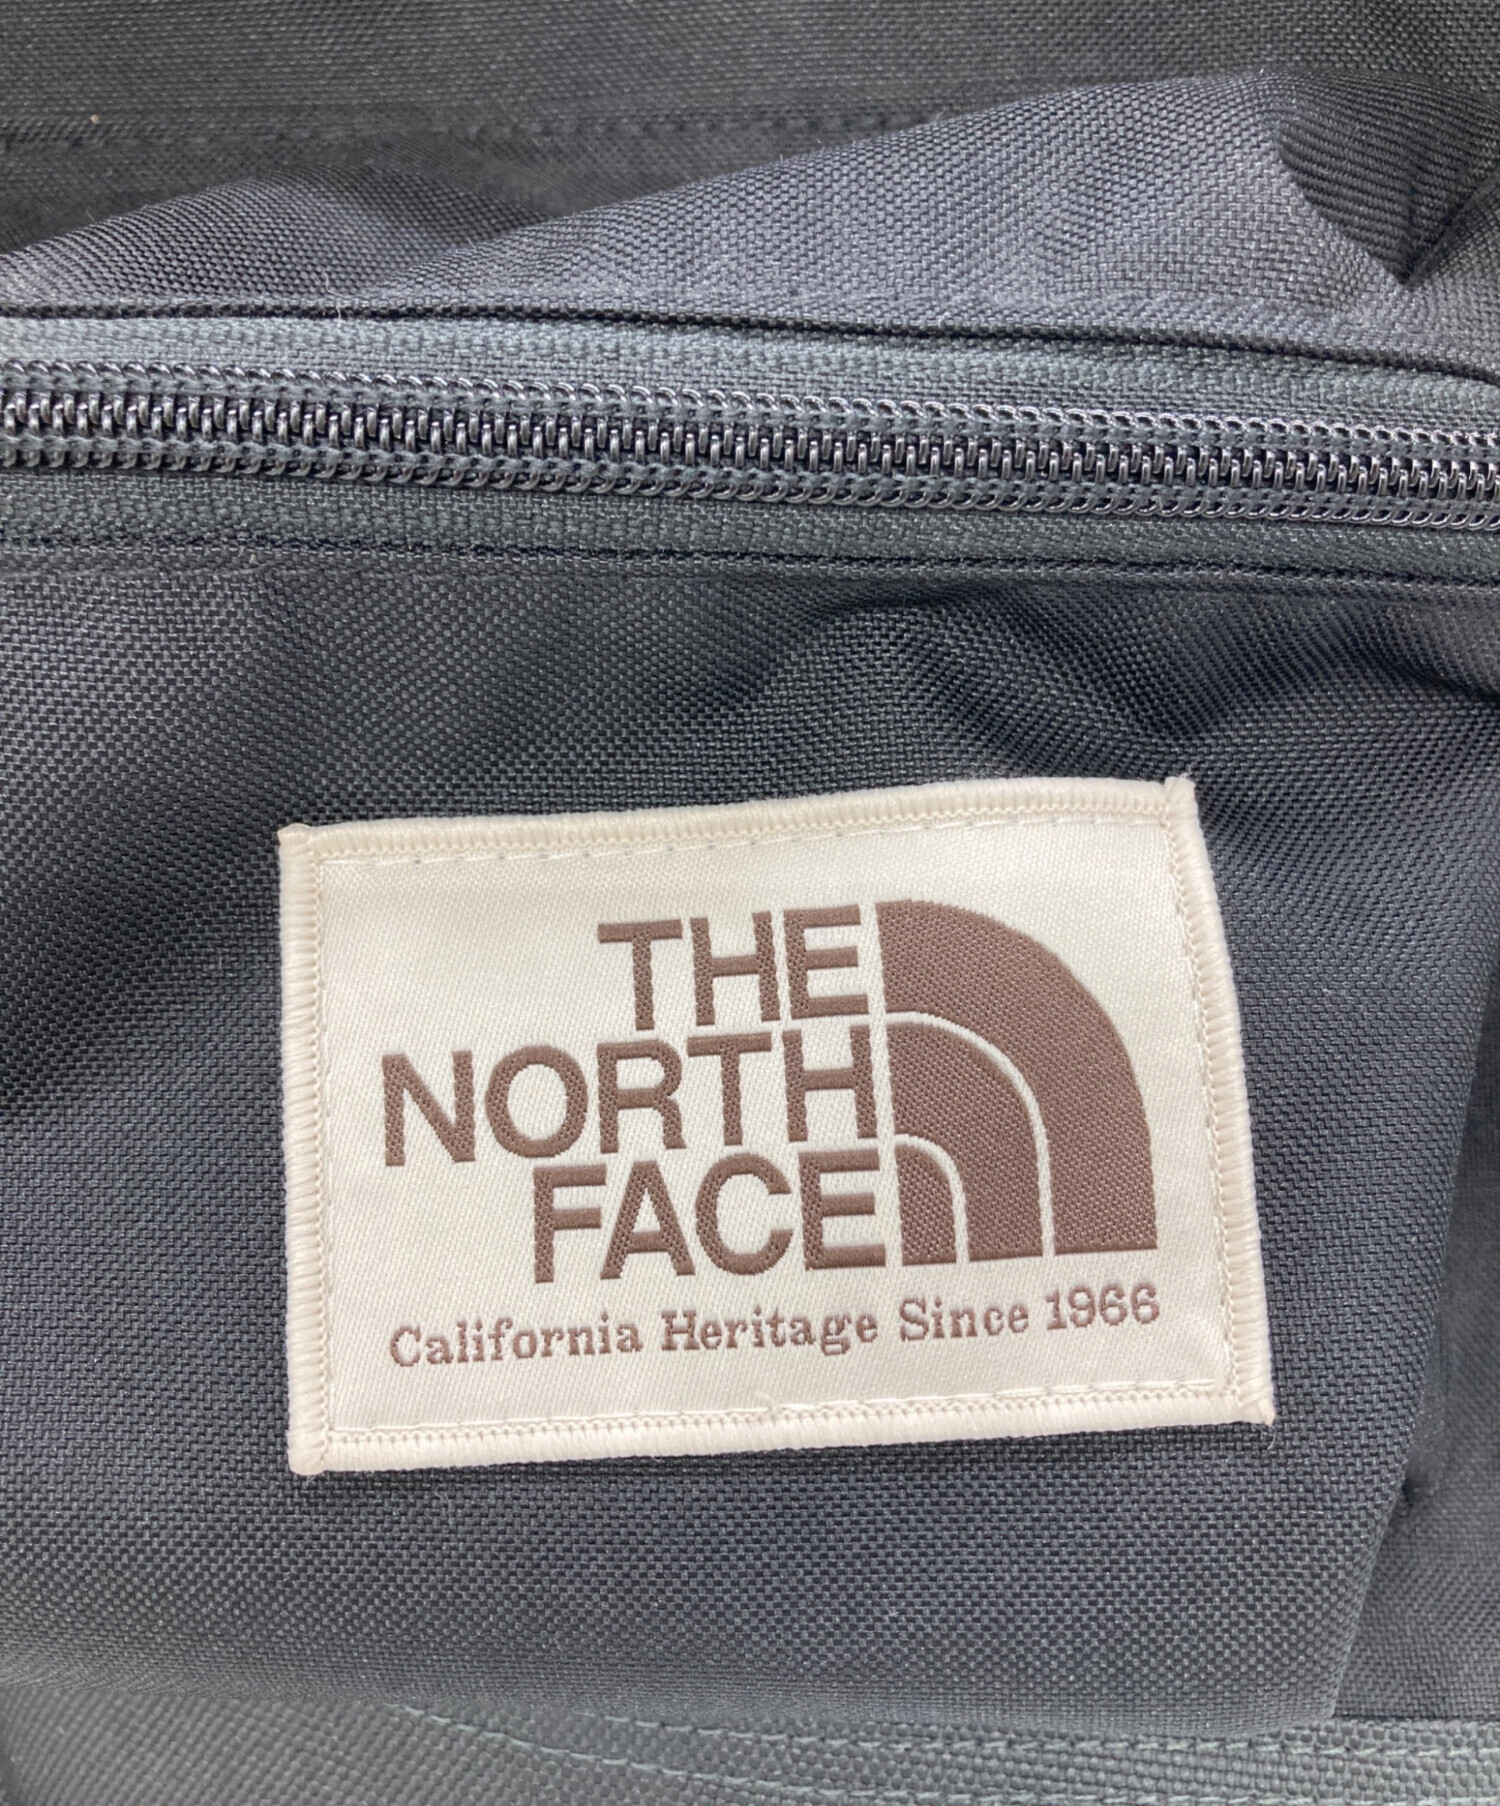 THE
NORTH
FACE
California Heritage Since 1966